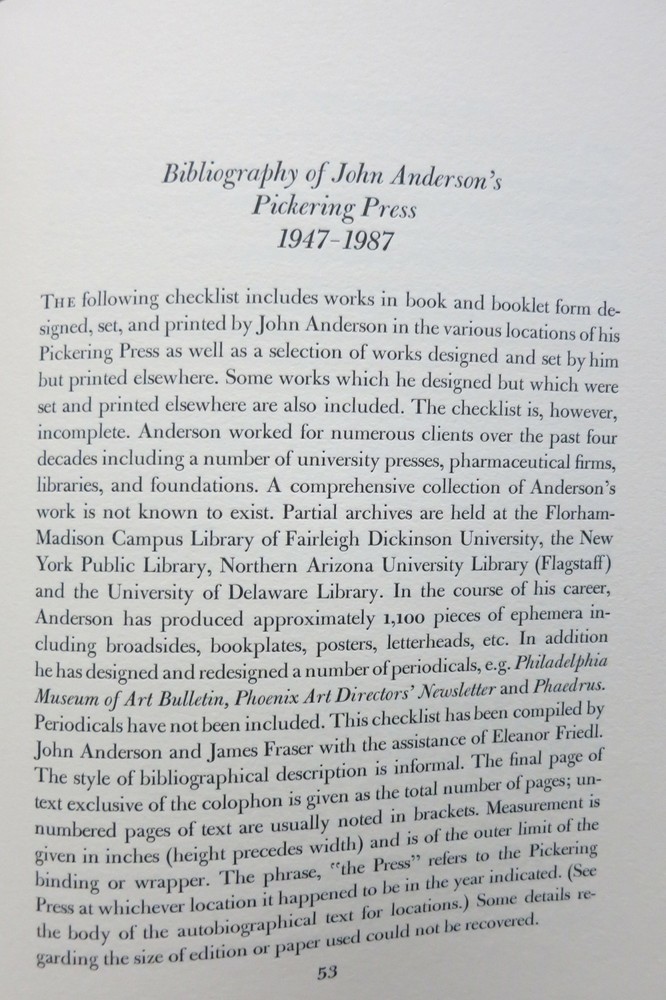 Bibliography of John Anderson's
Pickering Press
1947-1987
THE following checklist includes works in book and booklet form de-
signed, set, and printed by John Anderson in the various locations of his
Pickering Press as well as a selection of works designed and set by him
but printed elsewhere. Some works which he designed but which were
set and printed elsewhere are also included. The checklist is, however,
incomplete. Anderson worked for numerous clients over the past four
decades including a number of university presses, pharmaceutical firms,
libraries, and foundations. A comprehensive collection of Anderson's
work is not known to exist. Partial archives are held at the Florham-
Madison Campus Library of Fairleigh Dickinson University, the New
York Public Library, Northern Arizona University Library (Flagstaff)
and the University of Delaware Library. In the course of his career,
Anderson has produced approximately 1,100 pieces of ephemera in-
cluding broadsides, bookplates, posters, letterheads, etc. In addition
he has designed and redesigned a number of periodicals, e.g. Philadelphia
Museum of Art Bulletin, Phoenix Art Directors' Newsletter and Phaedrus.
Periodicals have not been included. This checklist has been compiled by
John Anderson and James Fraser with the assistance of Eleanor Friedl.
The style of bibliographical description is informal. The final page of
text exclusive of the colophon is given as the total number of pages; un-
numbered pages of text are usually noted in brackets. Measurement is
given in inches (height precedes width) and is of the outer limit of the
binding or wrapper. The phrase, "the Press" refers to the Pickering
Press at whichever location it happened to be in the year indicated. (See
the body of the autobiographical text for locations.) Some details re-
garding the size of edition or paper used could not be recovered.
53